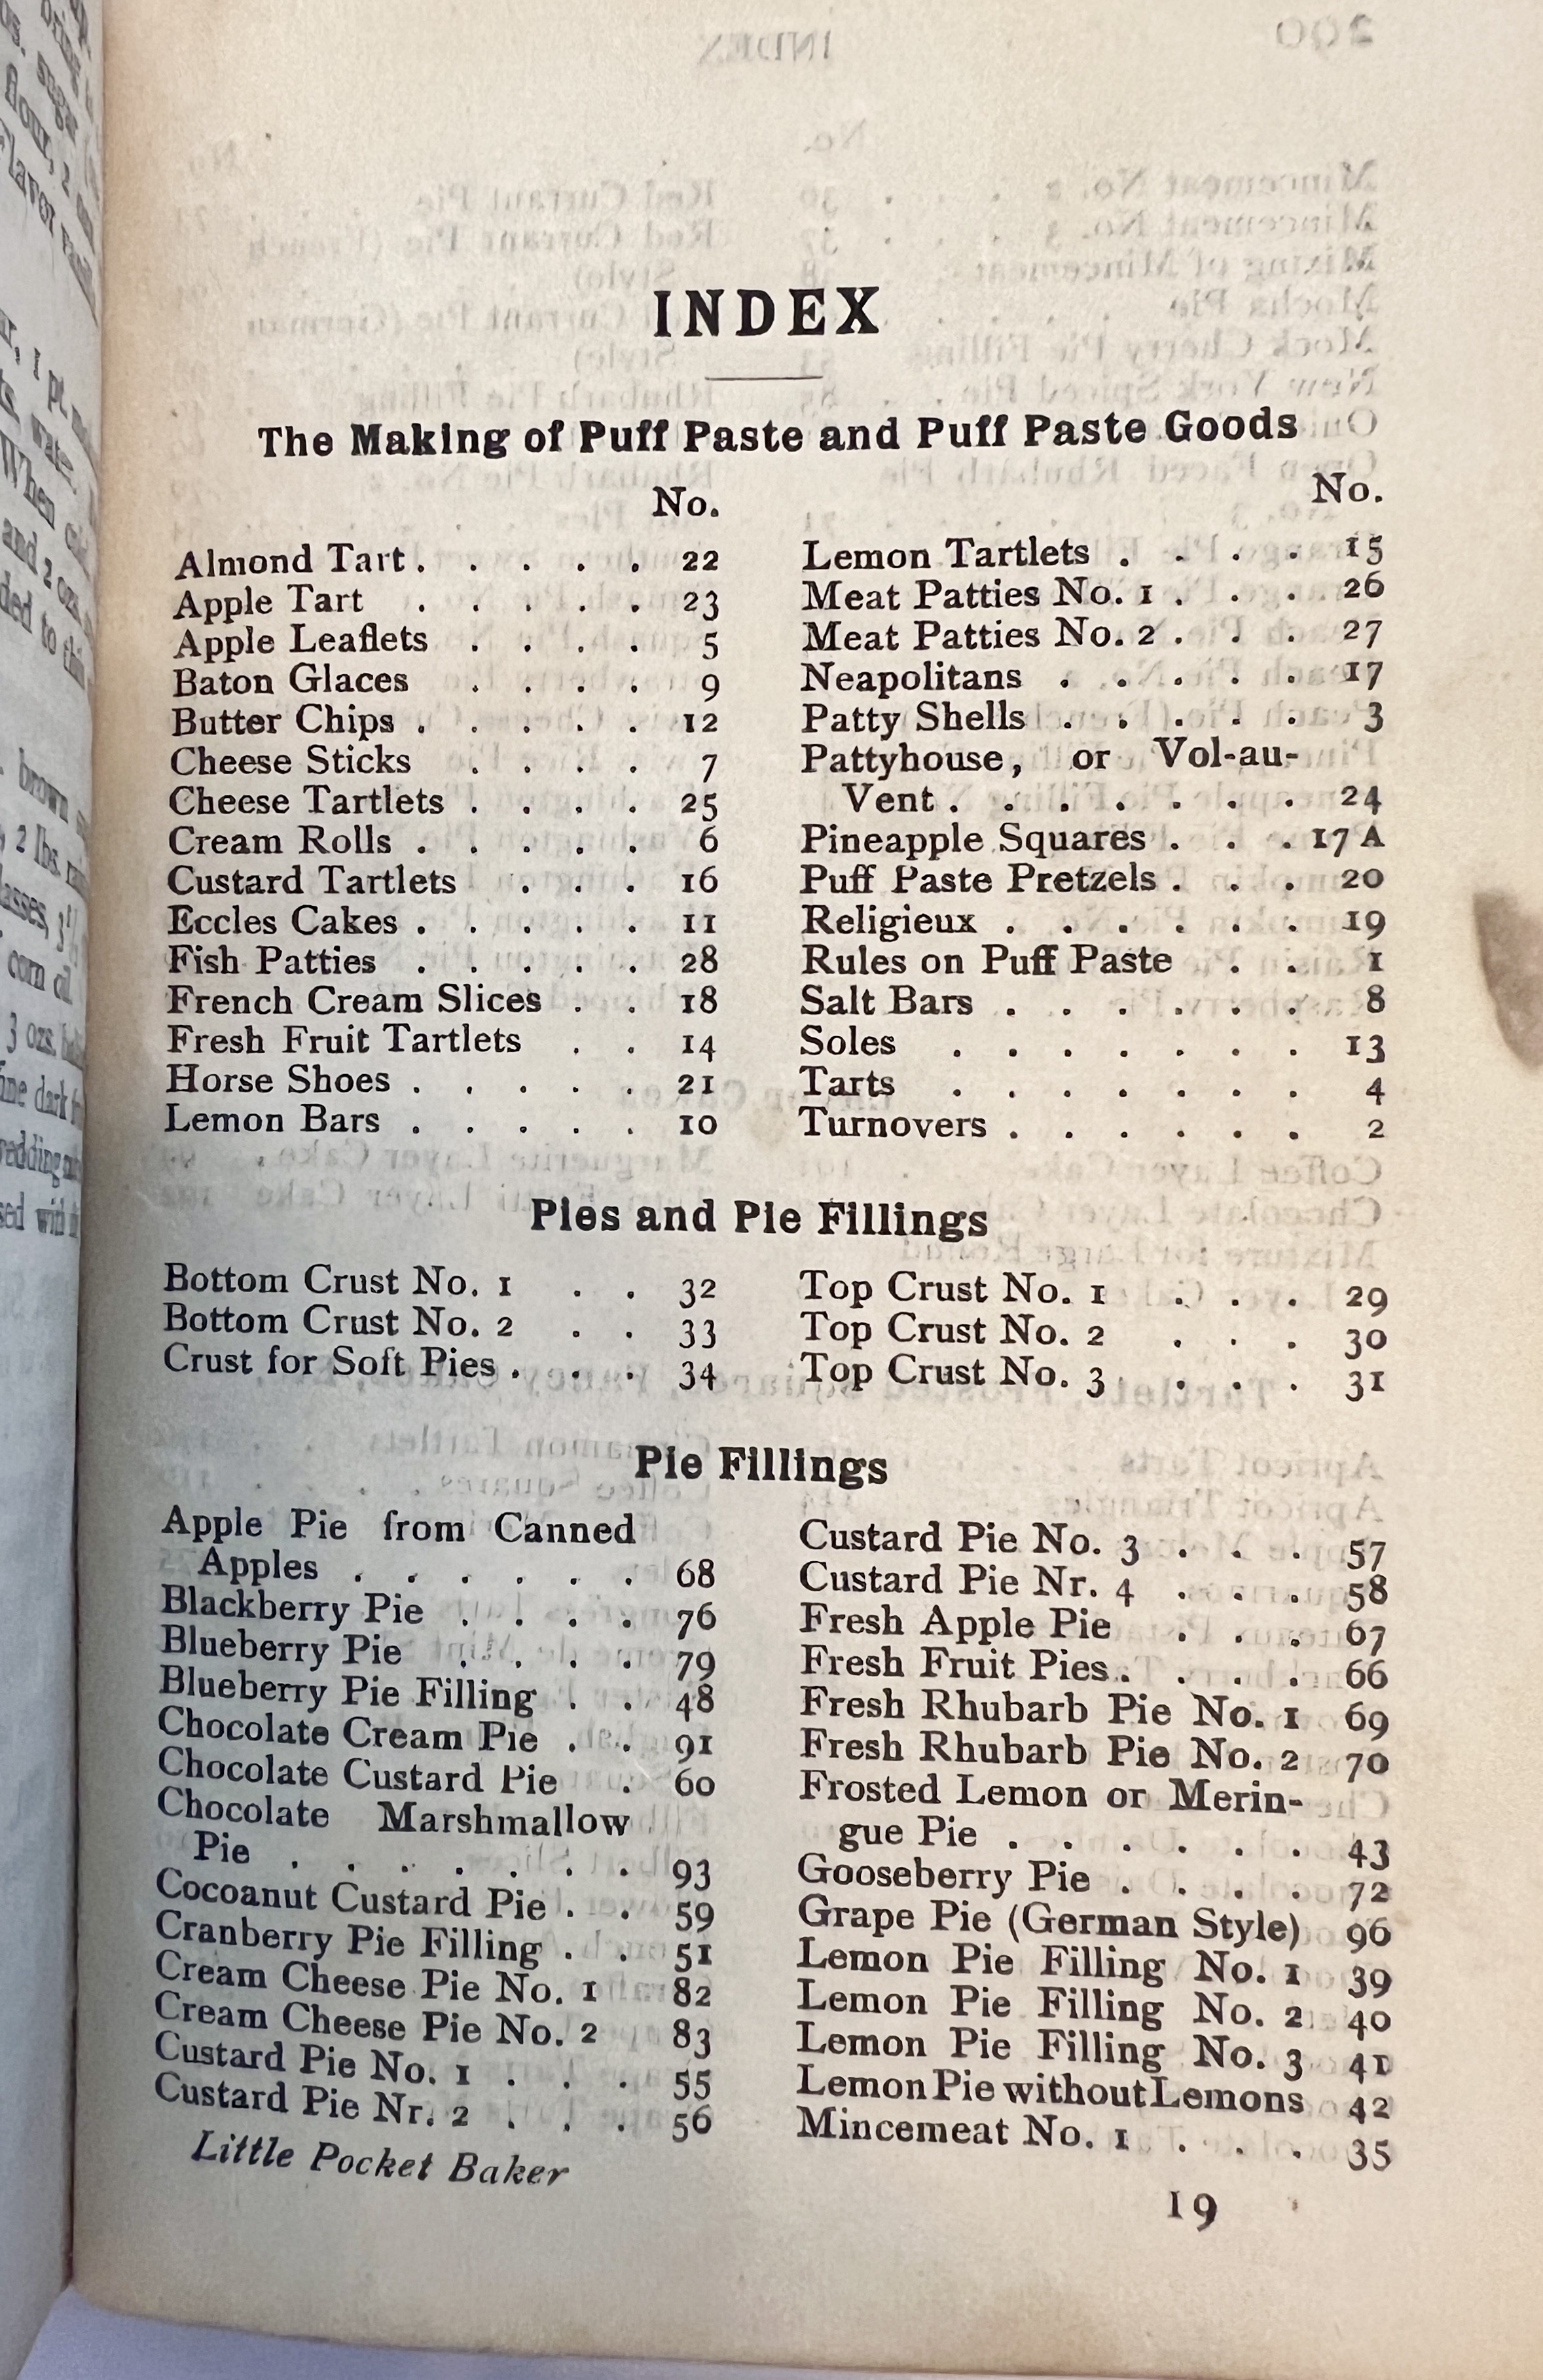 INDEX
The Making of Puff Paste and Puff Paste Goods
No.
Almond Tart . . . . . 22
Apple Tart . . . . . 23
Apple Leaflets . . . . 5
Baton Glaces . . . . 9
Butter Chips . . . . . 12
Cheese Sticks . . . . 7
Cheese Tartlets . . . . 25
Cream Rolls . . . . . 6
Custard Tartlets . . . 16
Eccles Cakes . . . . . 11
Fish Patties . . . . . 28
French Cream Slices . . 18
Fresh Fruit Tartlets . . 14
Horse Shoes . . . . . 21
Lemon Bars . . . . . 10
No.
Lemon Tartlets . . . . 15
Meat Patties No. 1 . . . 26
Meat Patties No. 2 . . . 27
Neapolitans . . . . . 17
Patty Shells . . . . . 3
Pattyhouse, or Vol-au-
Vent . . . . . . . 24
Pineapple Squares . . . 17 A
Puff Paste Pretzels . . . 20
Religieux . . . . . . 19
Rules on Puff Paste . . 1
Salt Bars . . . . . . 8
Soles . . . . . . . 13
Tarts . . . . . . . 4
Turnovers . . . . . . 2
Pies and Pie Fillings
Bottom Crust No. 1 . . 32
Bottom Crust No. 2 . . 33
Crust for Soft Pies . . . 34
Top Crust No. 1 . . . 29
Top Crust No. 2 . . . 30
Top Crust No. 3 . . . 31
Pie Fillings
Apple Pie from Canned
Apples . . . . . . 68
Blackberry Pie . . . . 76
Blueberry Pie . . . . 79
Blueberry Pie Filling . . 48
Chocolate Cream Pie . . 91
Chocolate Custard Pie . 60
Chocolate Marshmallow
Pie . . . . . . . 93
Cocoanut Custard Pie . . 59
Cranberry Pie Filling . . 51
Cream Cheese Pie No. 1 82
Cream Cheese Pie No. 2 83
Custard Pie No. 1 . . . 55
Custard Pie Nr. 2 . . . 56
Custard Pie No. 3 . . . 57
Custard Pie Nr. 4 . . . 58
Fresh Apple Pie . . . 67
Fresh Fruit Pies . . . . 66
Fresh Rhubarb Pie No. 1 69
Fresh Rhubarb Pie No. 2 70
Frosted Lemon or Merin-
gue Pie . . . . . . 43
Gooseberry Pie . . . . 72
Grape Pie (German Style) 96
Lemon Pie Filling No. 1 39
Lemon Pie Filling No. 2 40
Lemon Pie Filling No. 3 41
Lemon Pie without Lemons 42
Mincemeat No. 1 . . . 35
Little Pocket Baker
19